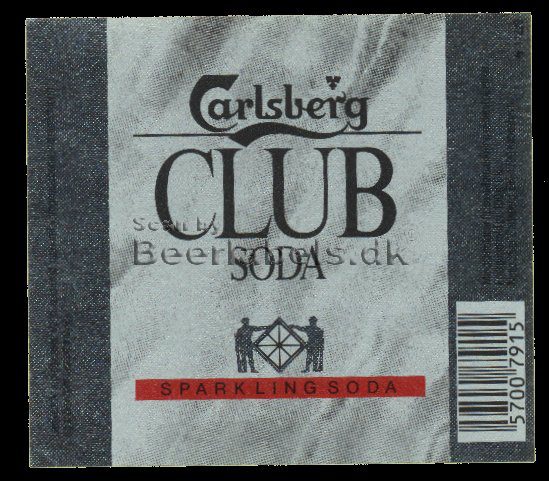 Carlsberg
CLUB
SODA
Scan by
Beerlabels.dk
SPARKLING SODA
5700 7915